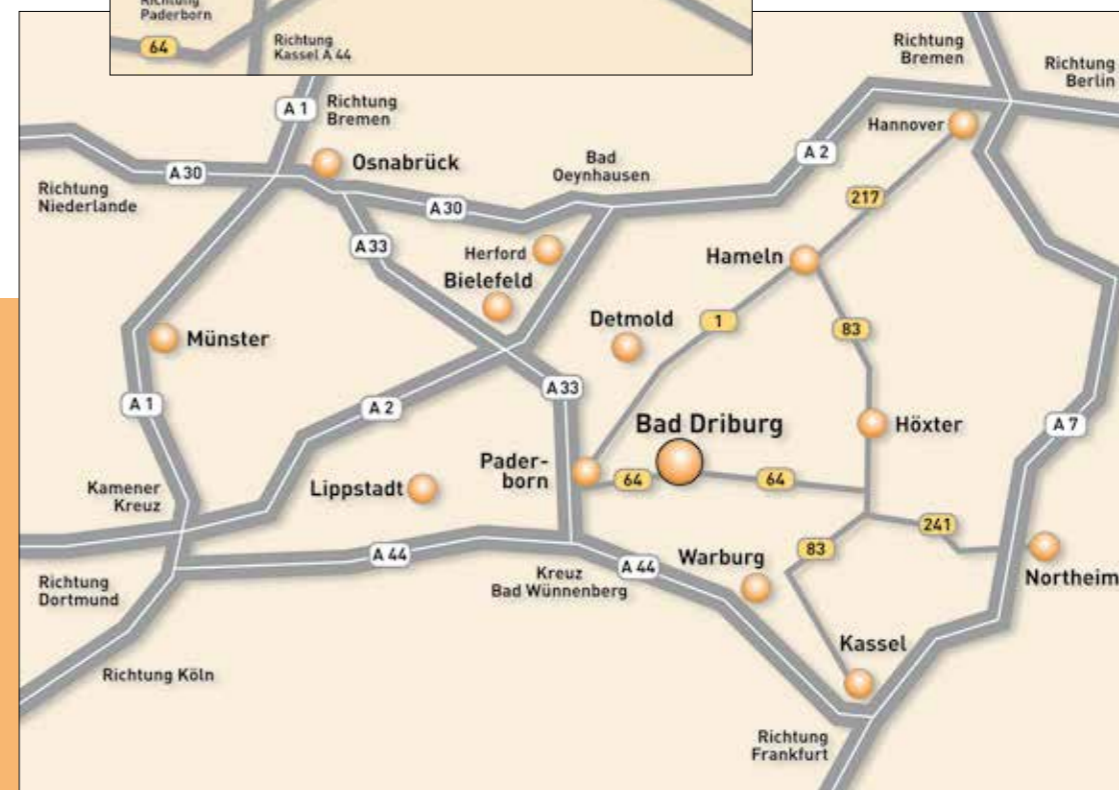 Richtung
Paderborn
64
Richtung
Kassel A 44
Richtung
Bremen
Richtung
Berlin
A 1
Richtung
Bremen
Hannover
A 2
Osnabrück
Bad
Oeynhausen
A 30
Richtung
Niederlande
A 30
217
A 33
Herford
Hameln
Bielefeld
Detmold
1
83
Münster
A 33
A 1
A 2
Bad Driburg
Höxter
A 7
Pader-
born
64
64
Lippstadt
Kamener
Kreuz
241
83
A 44
Warburg
A 44
Kreuz
Bad Wünnenberg
Richtung
Dortmund
Northeim
Kassel
Richtung Köln
Richtung
Frankfurt